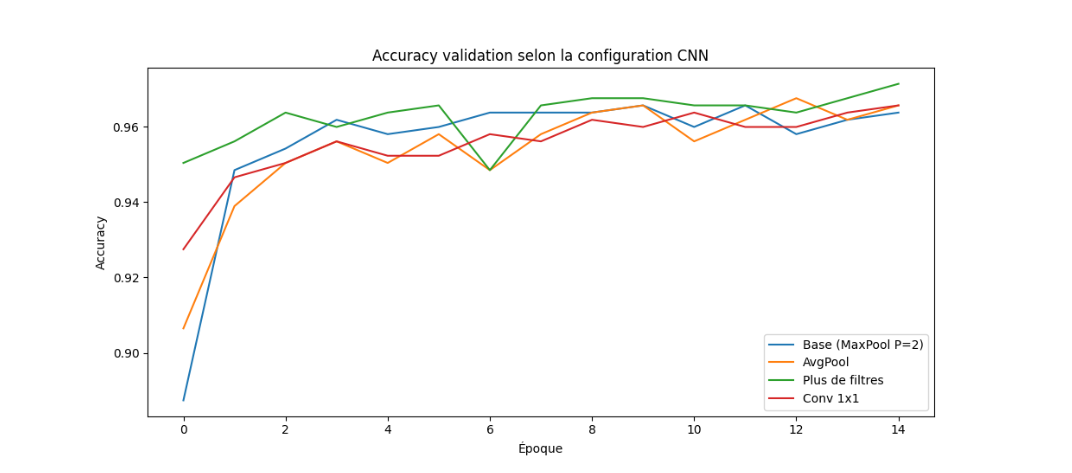 Accuracy validation selon la configuration CNN
Accuracy
0.96
0.94
0.92
0.90
0 2 4 6 8 10 12 14
Époque
Base (MaxPool P=2)
AvgPool
Plus de filtres
Conv 1x1